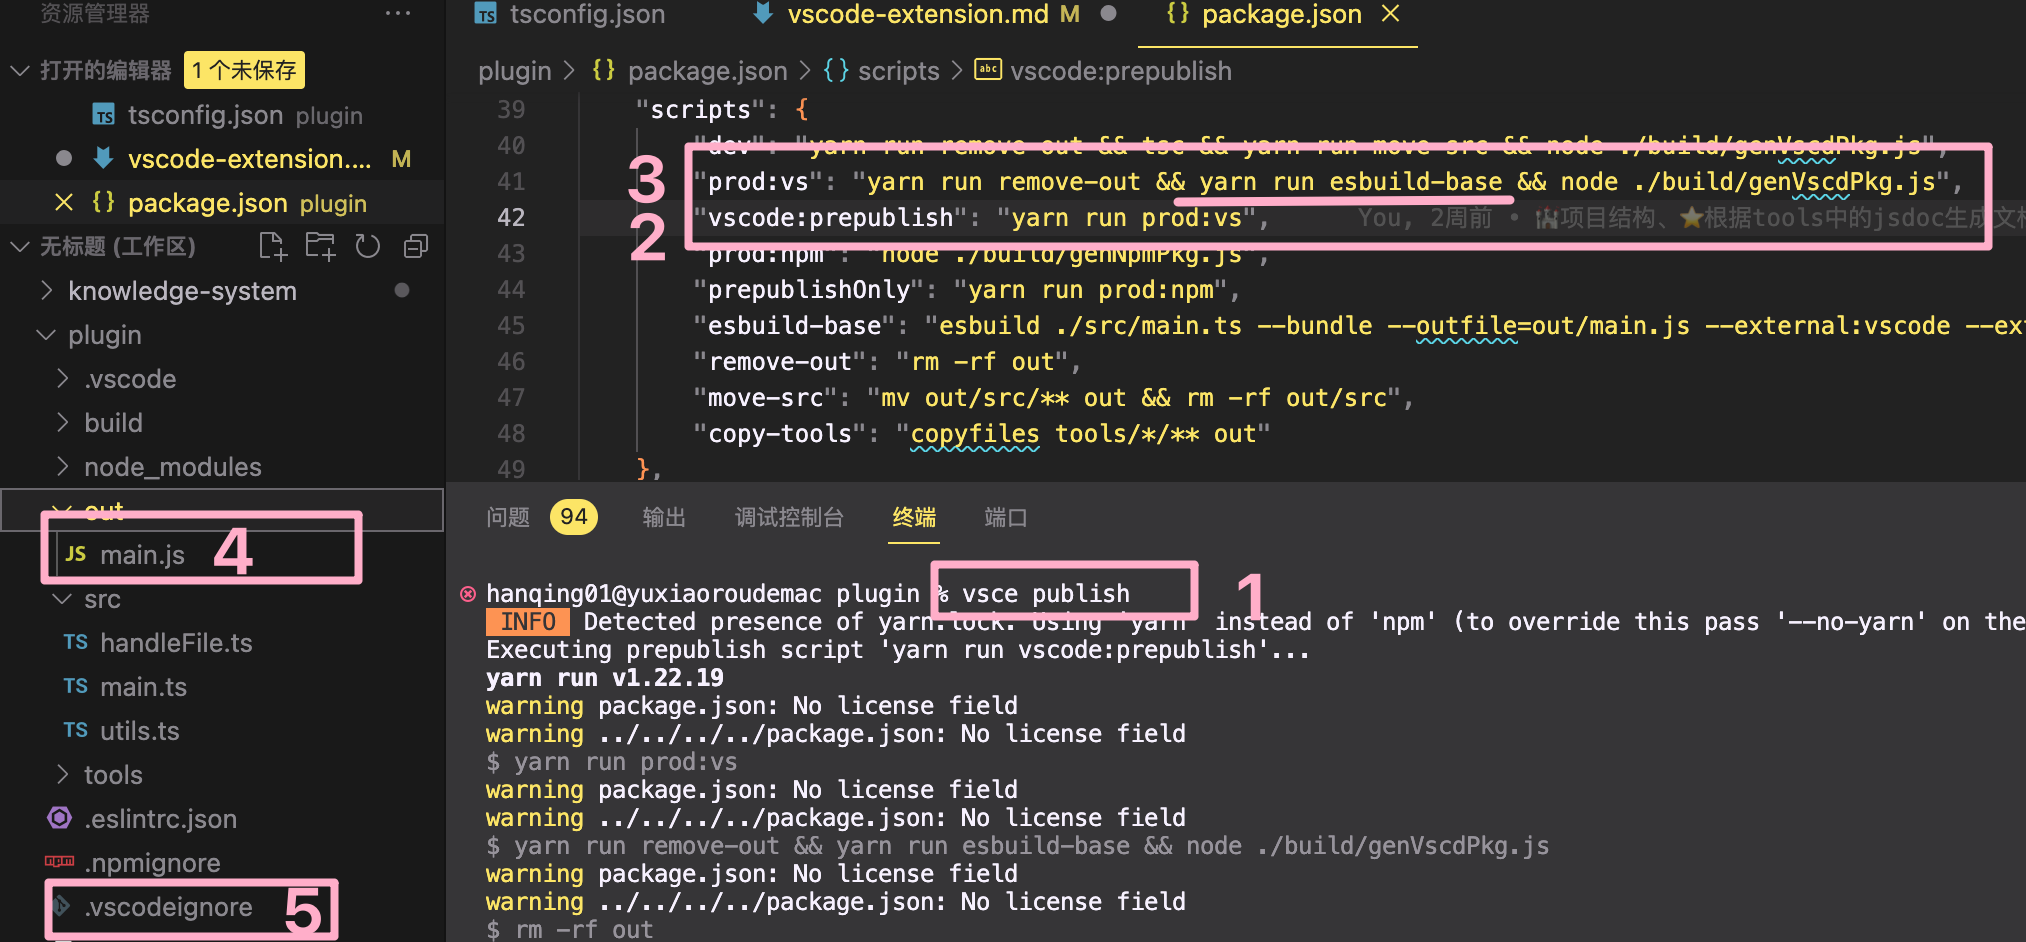 资源管理器 ···
打开的编辑器 1 个未保存
TS tsconfig.json plugin
vscode-extension.... M
{} package.json plugin
无标题 (工作区)
knowledge-system
plugin
.vscode
build
node_modules
out
JS main.js 4
src
TS handleFile.ts
TS main.ts
TS utils.ts
tools
.eslintrc.json
.npmignore
.vscodeignore 5
TS tsconfig.json vscode-extension.md M {} package.json
plugin > {} package.json > {} scripts > abc vscode:prepublish
39 "scripts": {
40 "dev": "yarn run remove-out && tsc && yarn run move-src && node ./build/genVscdPkg.js",
3 41 "prod:vs": "yarn run remove-out && yarn run esbuild-base && node ./build/genVscdPkg.js",
2 42 "vscode:prepublish": "yarn run prod:vs", You, 2周前 • 项目结构、⭐根据tools中的jsdoc生成文档
43 "prod:npm": "node ./build/genNpmPkg.js",
44 "prepublishOnly": "yarn run prod:npm",
45 "esbuild-base": "esbuild ./src/main.ts --bundle --outfile=out/main.js --external:vscode --ex
46 "remove-out": "rm -rf out",
47 "move-src": "mv out/src/** out && rm -rf out/src",
48 "copy-tools": "copyfiles tools/*/** out"
49 },
问题 94 输出 调试控制台 终端 端口
hanqing01@yuxiaoroudemac plugin % vsce publish 1
INFO Detected presence of yarn.lock. Using 'yarn' instead of 'npm' (to override this pass '--no-yarn' on the
Executing prepublish script 'yarn run vscode:prepublish'...
yarn run v1.22.19
warning package.json: No license field
warning ../../../../package.json: No license field
$ yarn run prod:vs
warning package.json: No license field
warning ../../../../package.json: No license field
$ yarn run remove-out && yarn run esbuild-base && node ./build/genVscdPkg.js
warning package.json: No license field
warning ../../../../package.json: No license field
$ rm -rf out